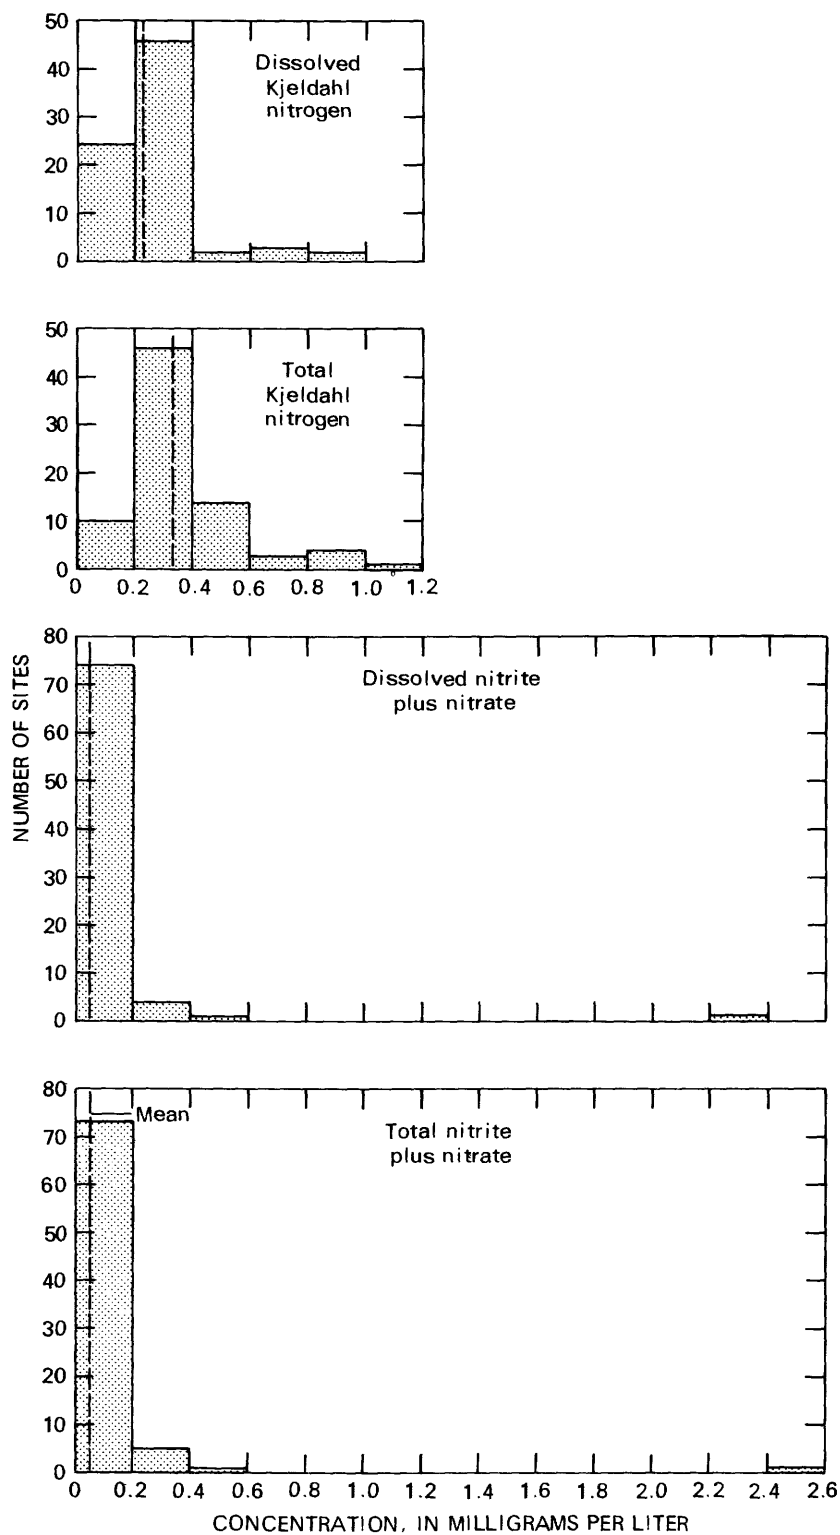 50
40
30
20
10
0
Dissolved
Kjeldahl
nitrogen
50
40
30
20
10
0
Total
Kjeldahl
nitrogen
0 0.2 0.4 0.6 0.8 1.0 1.2
NUMBER OF SITES
80
70
60
50
40
30
20
10
0
Dissolved nitrite
plus nitrate
80
70
60
50
40
30
20
10
0
Mean
Total nitrite
plus nitrate
0 0.2 0.4 0.6 0.8 1.0 1.2 1.4 1.6 1.8 2.0 2.2 2.4 2.6
CONCENTRATION, IN MILLIGRAMS PER LITER